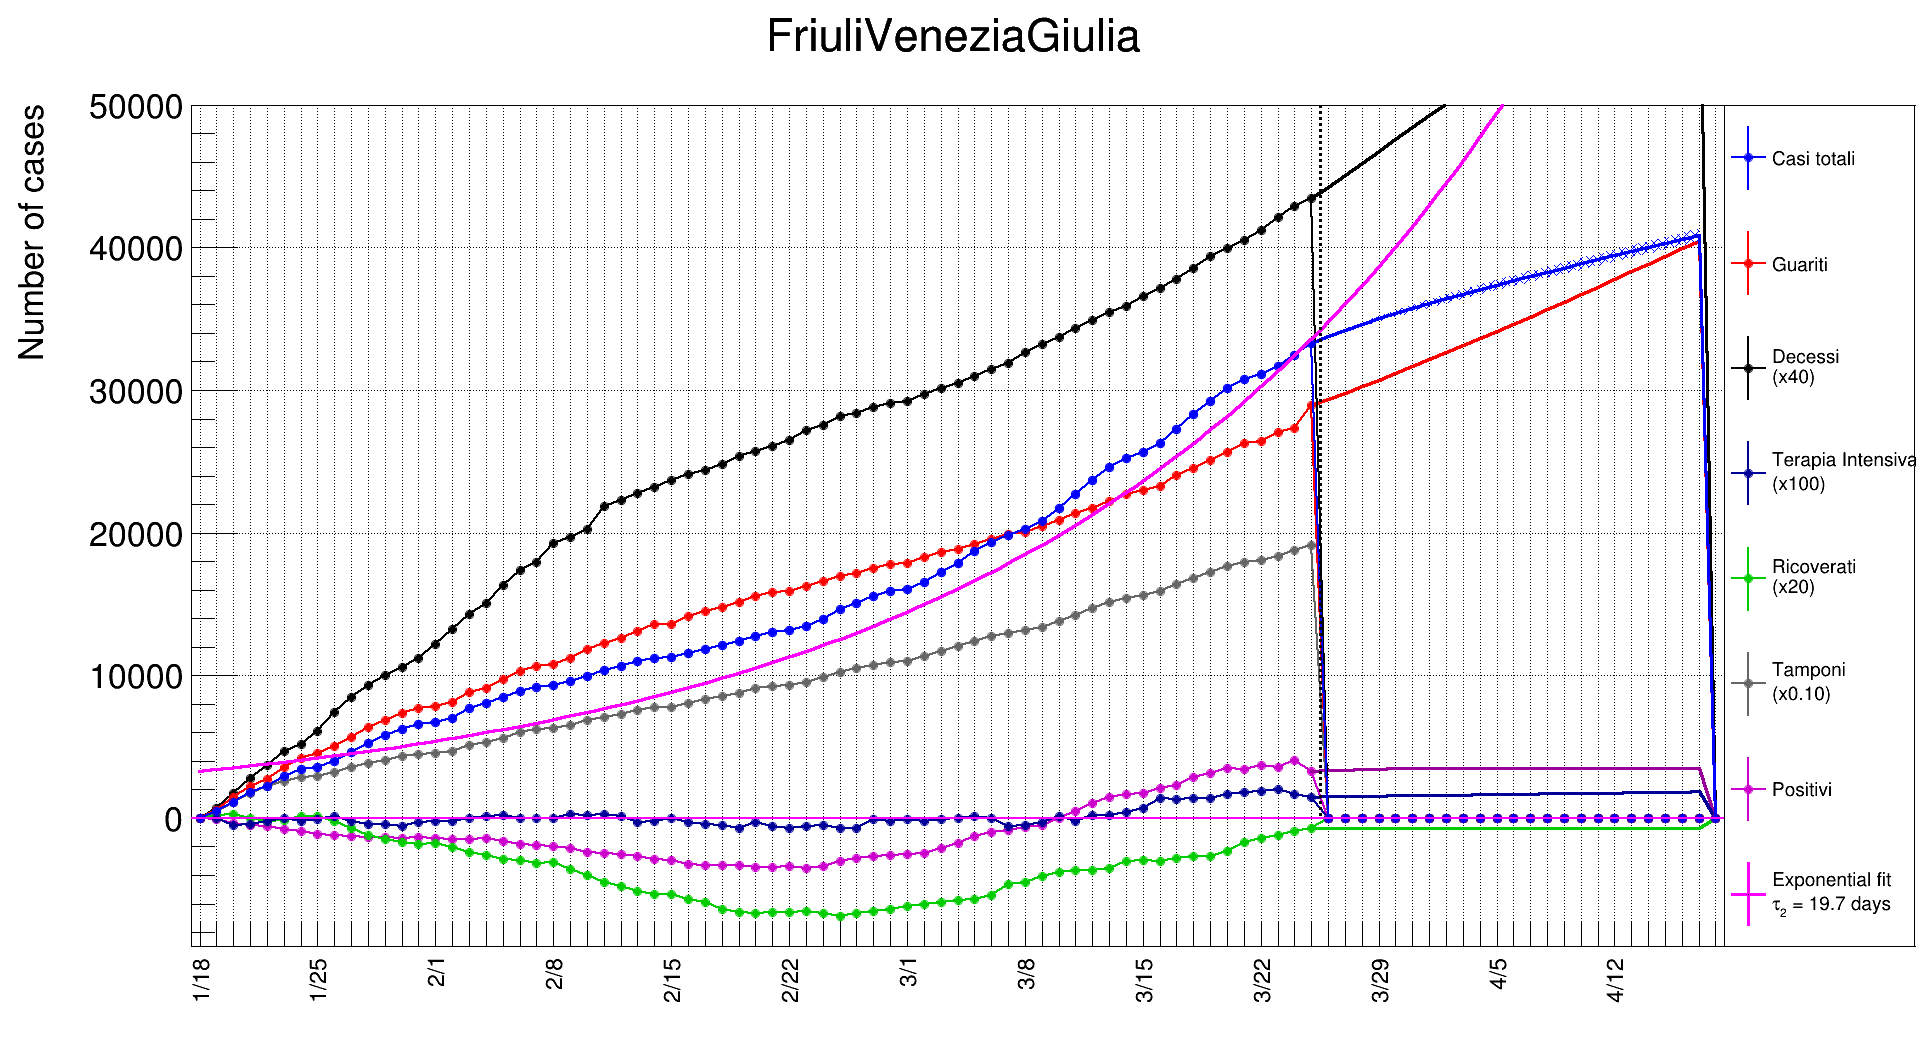 FriuliVeneziaGiulia
Number of cases
50000
40000
30000
20000
10000
0
1/18
1/25
2/1
2/8
2/15
2/22
3/1
3/8
3/15
3/22
3/29
4/5
4/12
Casi totali
Guariti
Decessi
(x40)
Terapia Intensiva
(x100)
Ricoverati
(x20)
Tamponi
(x0.10)
Positivi
Exponential fit
τ2 = 19.7 days